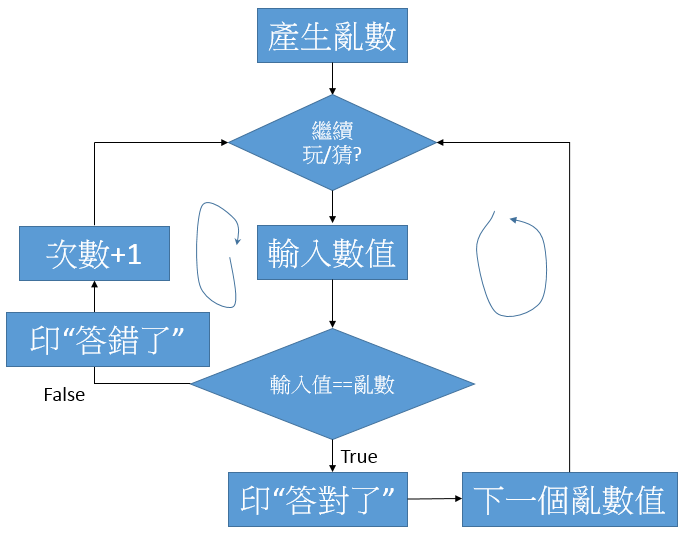 產生亂數
繼續
玩/猜?
次數+1
輸入數值
印“答錯了”
輸入值==亂數
False
True
印“答對了”
下一個亂數值